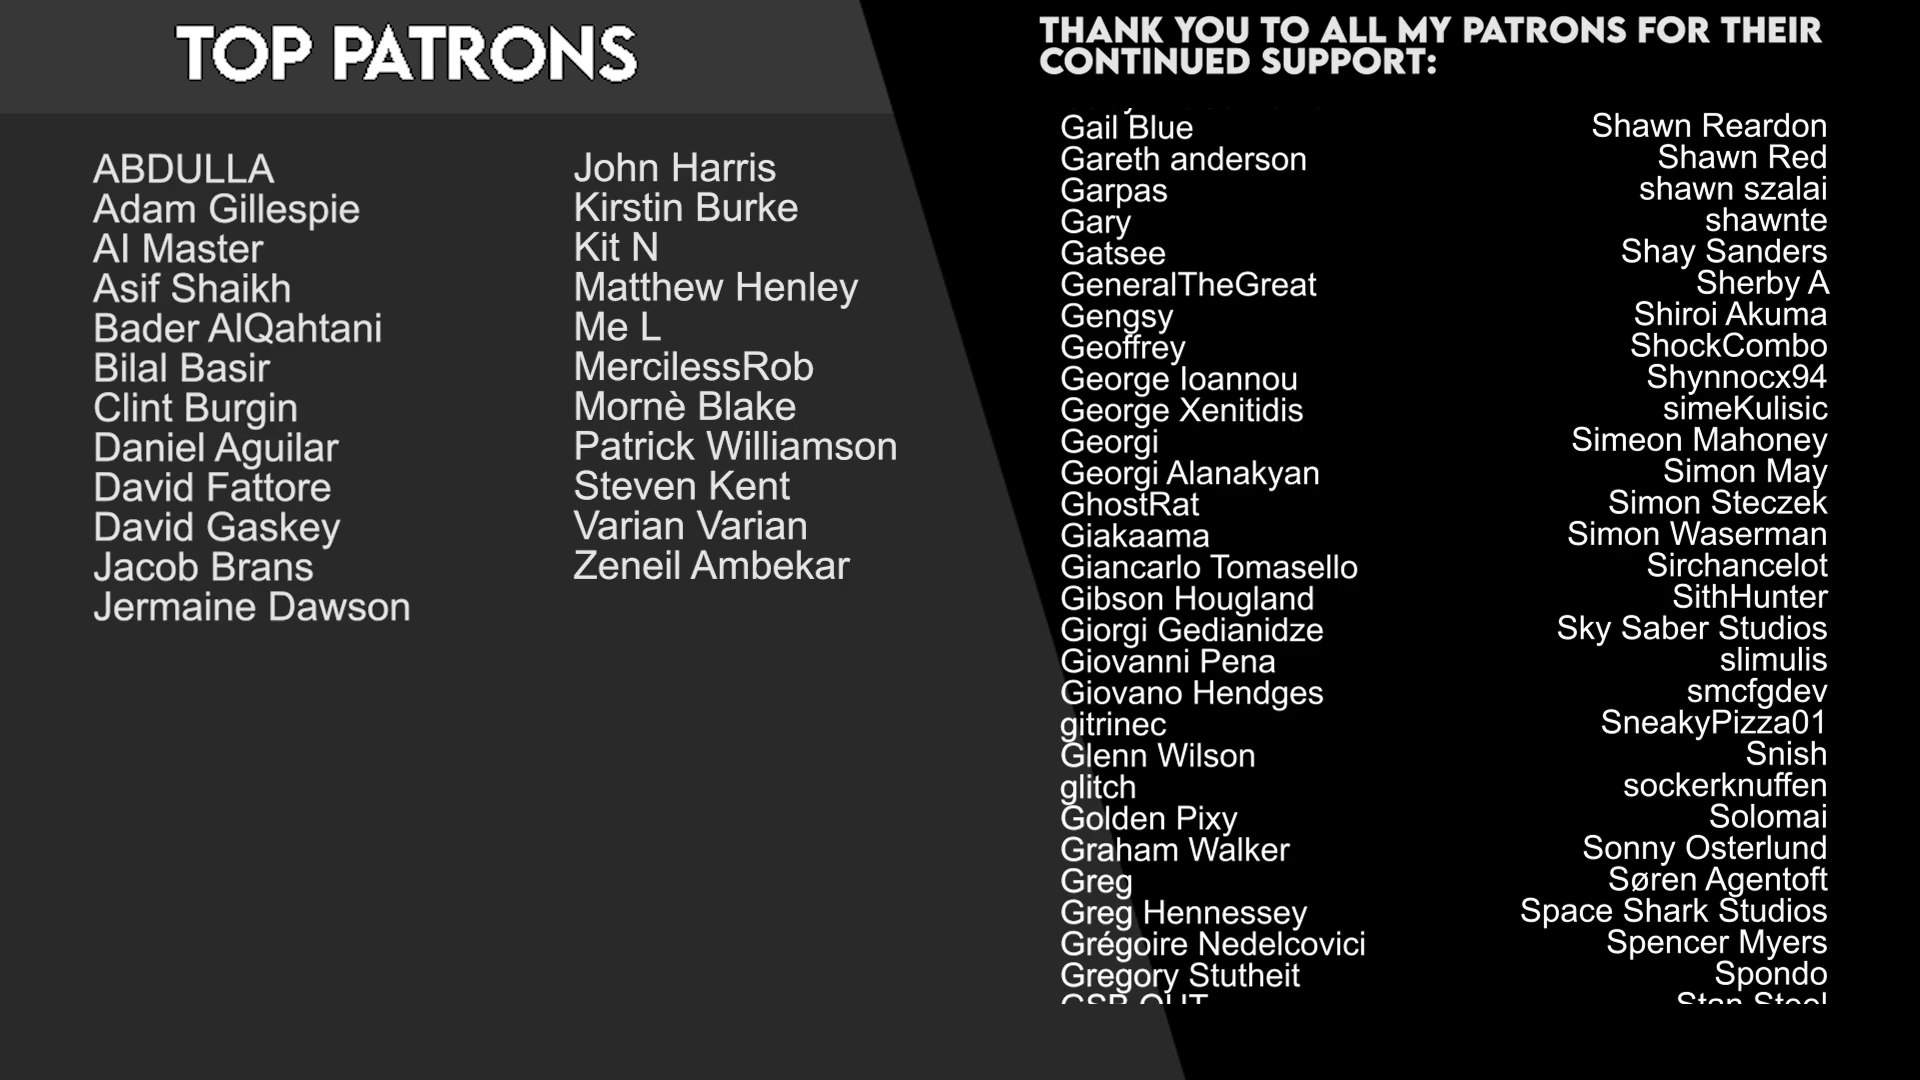 TOP PATRONS
ABDULLA
Adam Gillespie
AI Master
Asif Shaikh
Bader AlQahtani
Bilal Basir
Clint Burgin
Daniel Aguilar
David Fattore
David Gaskey
Jacob Brans
Jermaine Dawson
John Harris
Kirstin Burke
Kit N
Matthew Henley
Me L
MercilessRob
Mornè Blake
Patrick Williamson
Steven Kent
Varian Varian
Zeneil Ambekar
THANK YOU TO ALL MY PATRONS FOR THEIR
CONTINUED SUPPORT:
Gail Blue
Gareth anderson
Garpas
Gary
Gatsee
GeneralTheGreat
Gengsy
Geoffrey
George Ioannou
George Xenitidis
Georgi
Georgi Alanakyan
GhostRat
Giakaama
Giancarlo Tomasello
Gibson Hougland
Giorgi Gedianidze
Giovanni Pena
Giovano Hendges
gitrinec
Glenn Wilson
glitch
Golden Pixy
Graham Walker
Greg
Greg Hennessey
Grégoire Nedelcovici
Gregory Stutheit
Shawn Reardon
Shawn Red
shawn szalai
shawnte
Shay Sanders
Sherby A
Shiroi Akuma
ShockCombo
Shynnocx94
simeKulisic
Simeon Mahoney
Simon May
Simon Steczek
Simon Waserman
Sirchancelot
SithHunter
Sky Saber Studios
slimulis
smcfgdev
SneakyPizza01
Snish
sockerknuffen
Solomai
Sonny Osterlund
Søren Agentoft
Space Shark Studios
Spencer Myers
Spondo